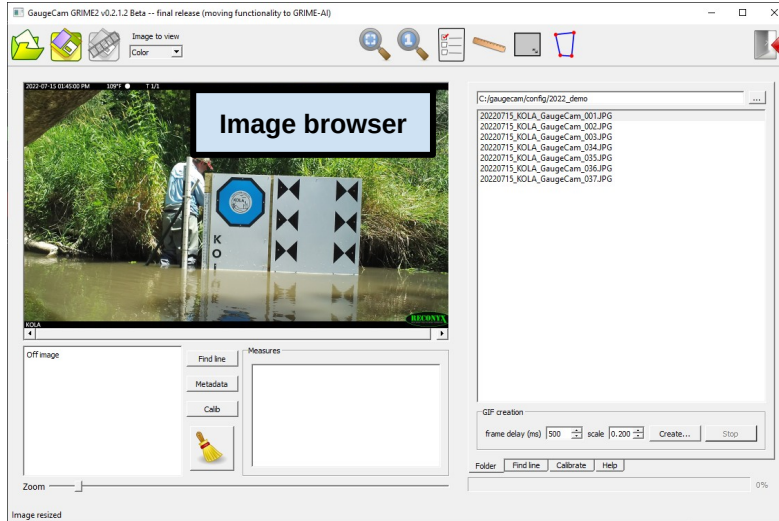 GaugeCam GRIME2 v0.2.1.2 Beta -- final release (moving functionality to GRIME-AI)
Image to view
Color
1
2022-07-15 01:45:00 PM 109°F T 1/1
Image browser
KOLA
K
O
RECONYX
KOLA
C:/gaugecam/config/2022_demo
...
20220715_KOLA_GaugeCam_001.JPG
20220715_KOLA_GaugeCam_002.JPG
20220715_KOLA_GaugeCam_003.JPG
20220715_KOLA_GaugeCam_034.JPG
20220715_KOLA_GaugeCam_035.JPG
20220715_KOLA_GaugeCam_036.JPG
20220715_KOLA_GaugeCam_037.JPG
Off image
Find line
Metadata
Calib
Measures
GIF creation
frame delay (ms) 500 scale 0.200 Create... Stop
Folder Find line Calibrate Help
Zoom
0%
Image resized